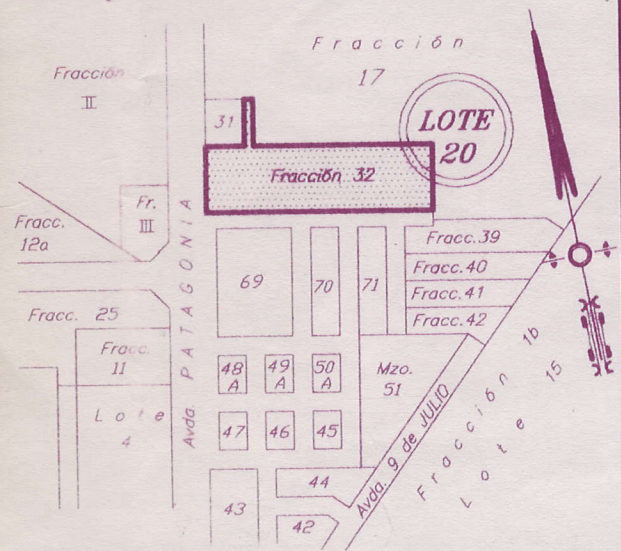 Fracción
17
Fracción
II
31
LOTE
20
Fracción 32
Fr.
III
Fracc.
12a
Avda. PATAGONIA
Fracc. 39
Fracc. 40
Fracc. 41
Fracc. 42
69
70
71
Fracc. 25
Fracc.
11
Lote
4
48
A
49
A
50
A
Mzo.
51
47
46
45
44
43
42
Avda. 9 de JULIO
Fracción 1b
Lote 15